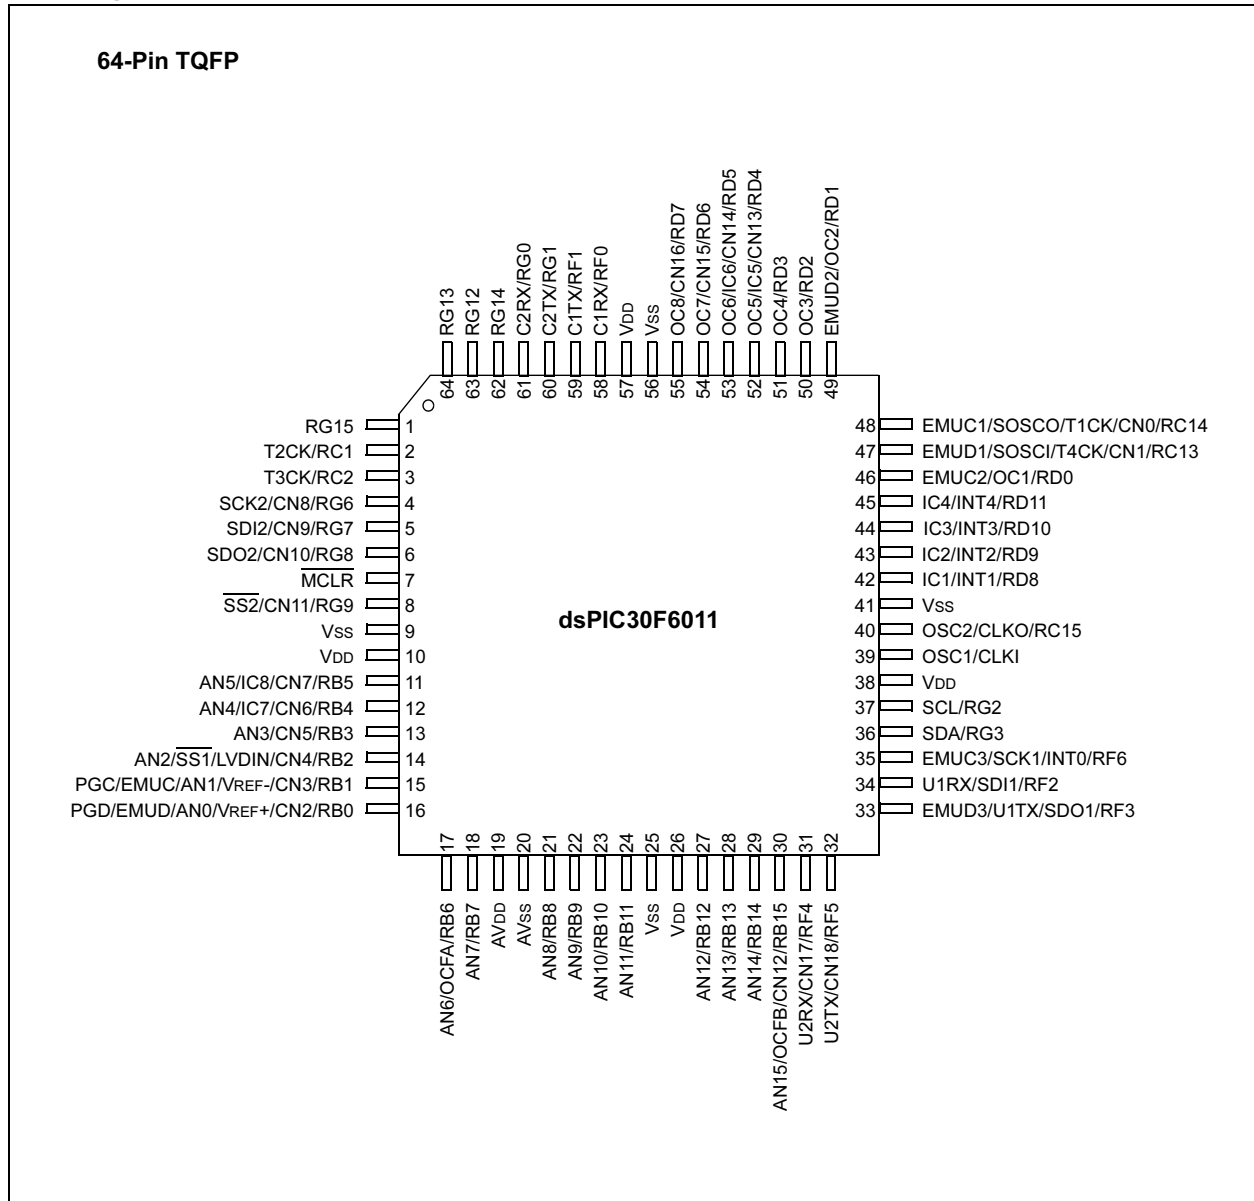 64-Pin TQFP
RG13
RG12
RG14
C2RX/RG0
C2TX/RG1
C1TX/RF1
C1RX/RF0
VDD
VSS
OC8/CN16/RD7
OC7/CN15/RD6
OC6/IC6/CN14/RD5
OC5/IC5/CN13/RD4
OC4/RD3
OC3/RD2
EMUD2/OC2/RD1
64 63 62 61 60 59 58 57 56 55 54 53 52 51 50 49
RG15 1
T2CK/RC1 2
T3CK/RC2 3
SCK2/CN8/RG6 4
SDI2/CN9/RG7 5
SDO2/CN10/RG8 6
MCLR 7
SS2/CN11/RG9 8
VSS 9
VDD 10
AN5/IC8/CN7/RB5 11
AN4/IC7/CN6/RB4 12
AN3/CN5/RB3 13
AN2/SS1/LVDIN/CN4/RB2 14
PGC/EMUC/AN1/VREF-/CN3/RB1 15
PGD/EMUD/AN0/VREF+/CN2/RB0 16
dsPIC30F6011
48 EMUC1/SOSCO/T1CK/CN0/RC14
47 EMUD1/SOSCI/T4CK/CN1/RC13
46 EMUC2/OC1/RD0
45 IC4/INT4/RD11
44 IC3/INT3/RD10
43 IC2/INT2/RD9
42 IC1/INT1/RD8
41 VSS
40 OSC2/CLKO/RC15
39 OSC1/CLKI
38 VDD
37 SCL/RG2
36 SDA/RG3
35 EMUC3/SCK1/INT0/RF6
34 U1RX/SDI1/RF2
33 EMUD3/U1TX/SDO1/RF3
17 18 19 20 21 22 23 24 25 26 27 28 29 30 31 32
AN6/OCFA/RB6
AN7/RB7
AVDD
AVSS
AN8/RB8
AN9/RB9
AN10/RB10
AN11/RB11
VSS
VDD
AN12/RB12
AN13/RB13
AN14/RB14
AN15/OCFB/CN12/RB15
U2RX/CN17/RF4
U2TX/CN18/RF5